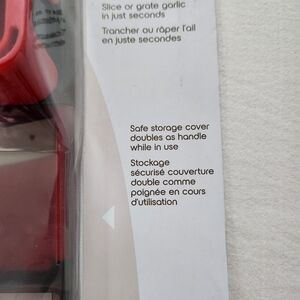 Slice or grate garlic
in just seconds
Trancher ou râper l'ail
en juste secondes
Safe storage cover
doubles as handle
while in use
Stockage
sécurisé couverture
double comme
poignée en cours
d'utilisation